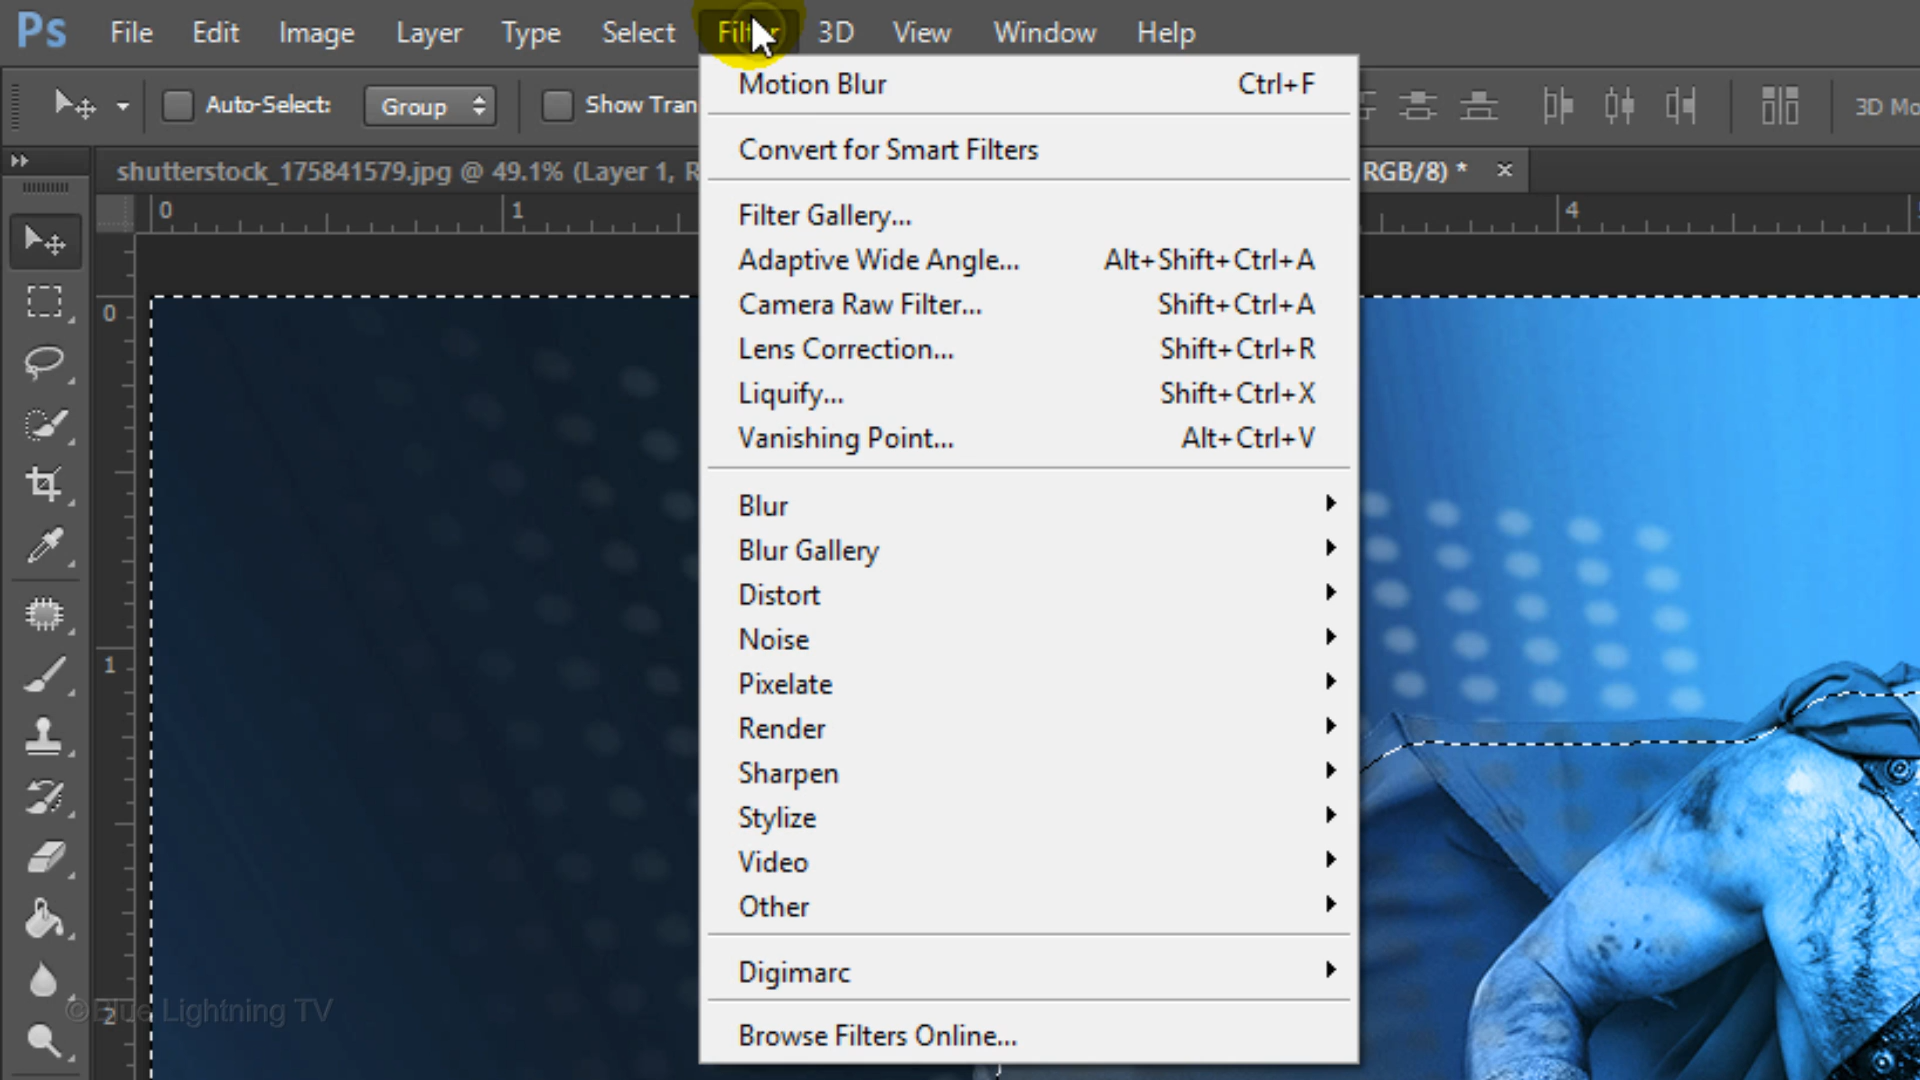 Ps File Edit Image Layer Type Select Filter 3D View Window Help
Auto-Select: Group Show Tran 3D Mo
shutterstock_175841579.jpg @ 49.1% (Layer 1, R RGB/8) * ×
0 1 4
0
1
2
Motion Blur Ctrl+F
Convert for Smart Filters
Filter Gallery...
Adaptive Wide Angle... Alt+Shift+Ctrl+A
Camera Raw Filter... Shift+Ctrl+A
Lens Correction... Shift+Ctrl+R
Liquify... Shift+Ctrl+X
Vanishing Point... Alt+Ctrl+V
Blur
Blur Gallery
Distort
Noise
Pixelate
Render
Sharpen
Stylize
Video
Other
Digimarc
Browse Filters Online...
©Blue Lightning TV